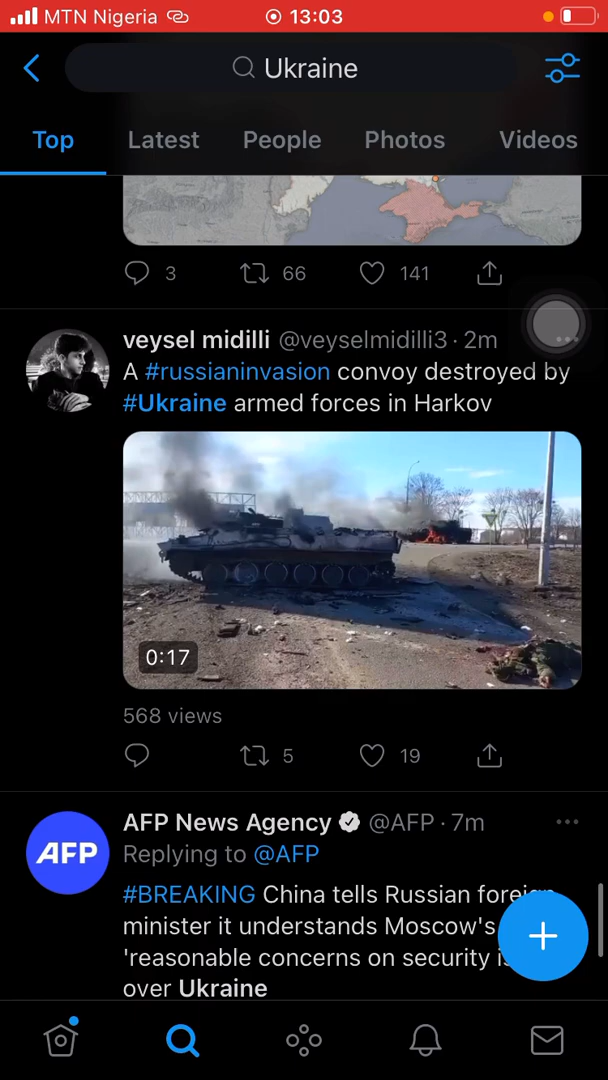 MTN Nigeria 13:03
Ukraine
Top Latest People Photos Videos
3 66 141
veysel midilli @veyselmidilli3 · 2m
A #russianinvasion convoy destroyed by
#Ukraine armed forces in Harkov
0:17
568 views
5 19
AFP News Agency @AFP · 7m
AFP
Replying to @AFP
#BREAKING China tells Russian foreign
minister it understands Moscow's
'reasonable concerns on security
over Ukraine